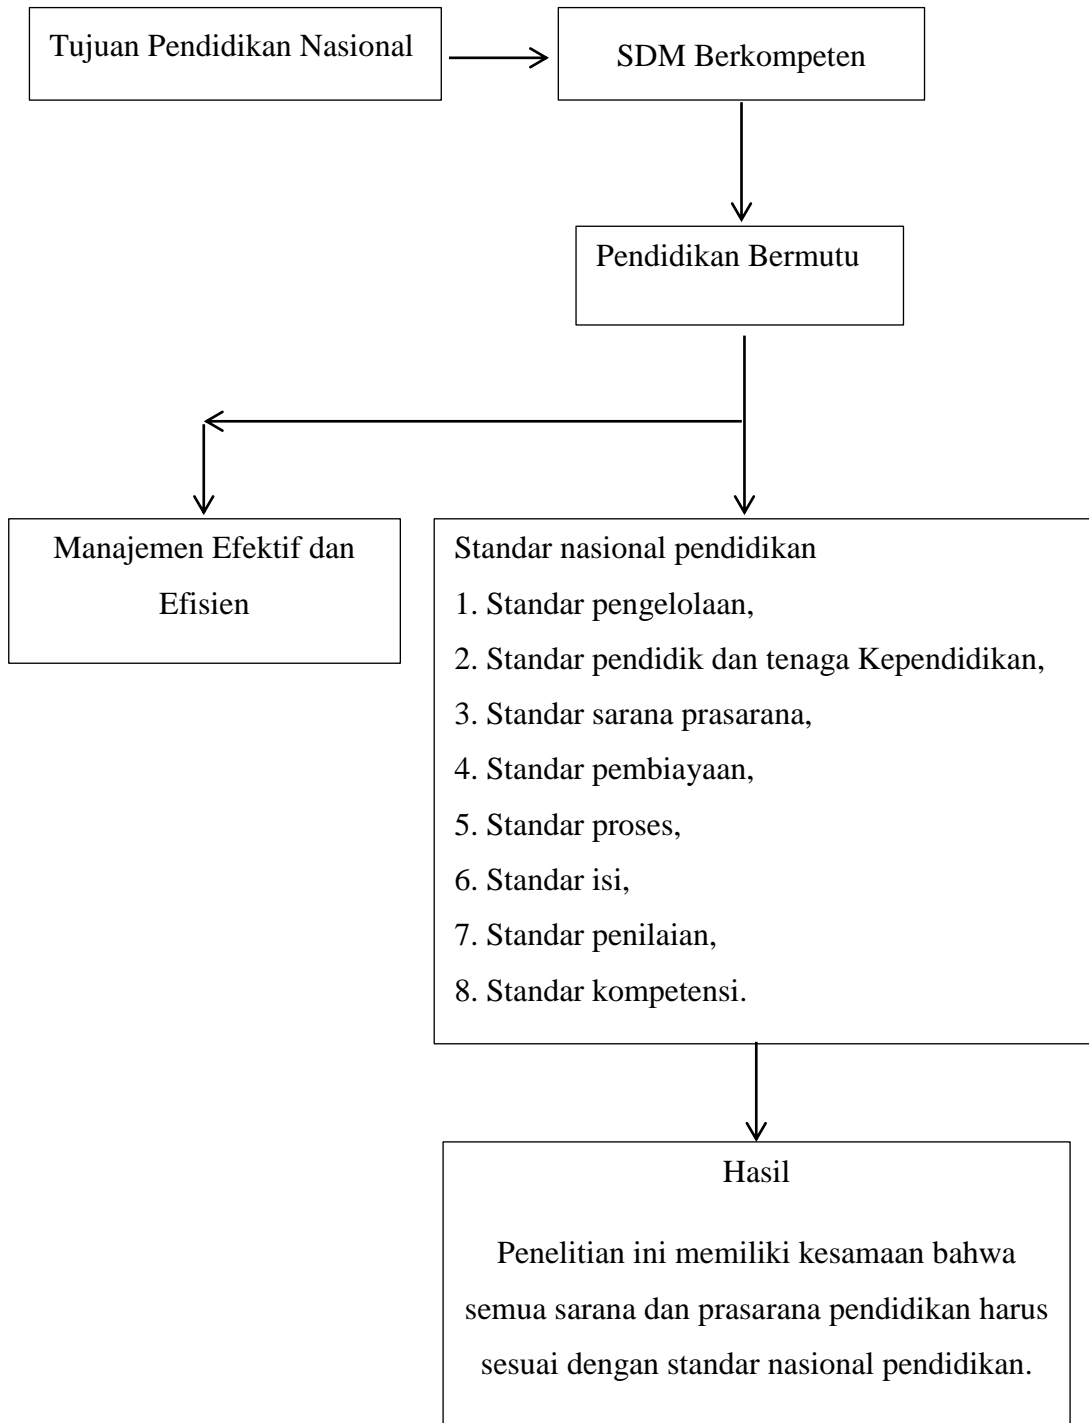 Tujuan Pendidikan Nasional
SDM Berkompeten
Pendidikan Bermutu
Manajemen Efektif dan
Efisien
Standar nasional pendidikan
1. Standar pengelolaan,
2. Standar pendidik dan tenaga Kependidikan,
3. Standar sarana prasarana,
4. Standar pembiayaan,
5. Standar proses,
6. Standar isi,
7. Standar penilaian,
8. Standar kompetensi.
Hasil
Penelitian ini memiliki kesamaan bahwa
semua sarana dan prasarana pendidikan harus
sesuai dengan standar nasional pendidikan.